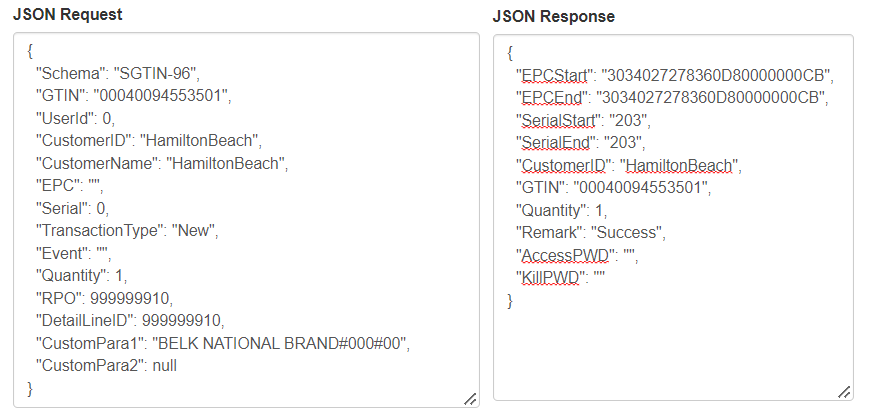 JSON Request
{
"Schema": "SGTIN-96",
"GTIN": "00040094553501",
"UserId": 0,
"CustomerID": "HamiltonBeach",
"CustomerName": "HamiltonBeach",
"EPC": "",
"Serial": 0,
"TransactionType": "New",
"Event": "",
"Quantity": 1,
"RPO": 999999910,
"DetailLineID": 999999910,
"CustomPara1": "BELK NATIONAL BRAND#000#00",
"CustomPara2": null
}
JSON Response
{
"EPCStart": "3034027278360D80000000CB",
"EPCEnd": "3034027278360D80000000CB",
"SerialStart": "203",
"SerialEnd": "203",
"CustomerID": "HamiltonBeach",
"GTIN": "00040094553501",
"Quantity": 1,
"Remark": "Success",
"AccessPWD": "",
"KillPWD": ""
}